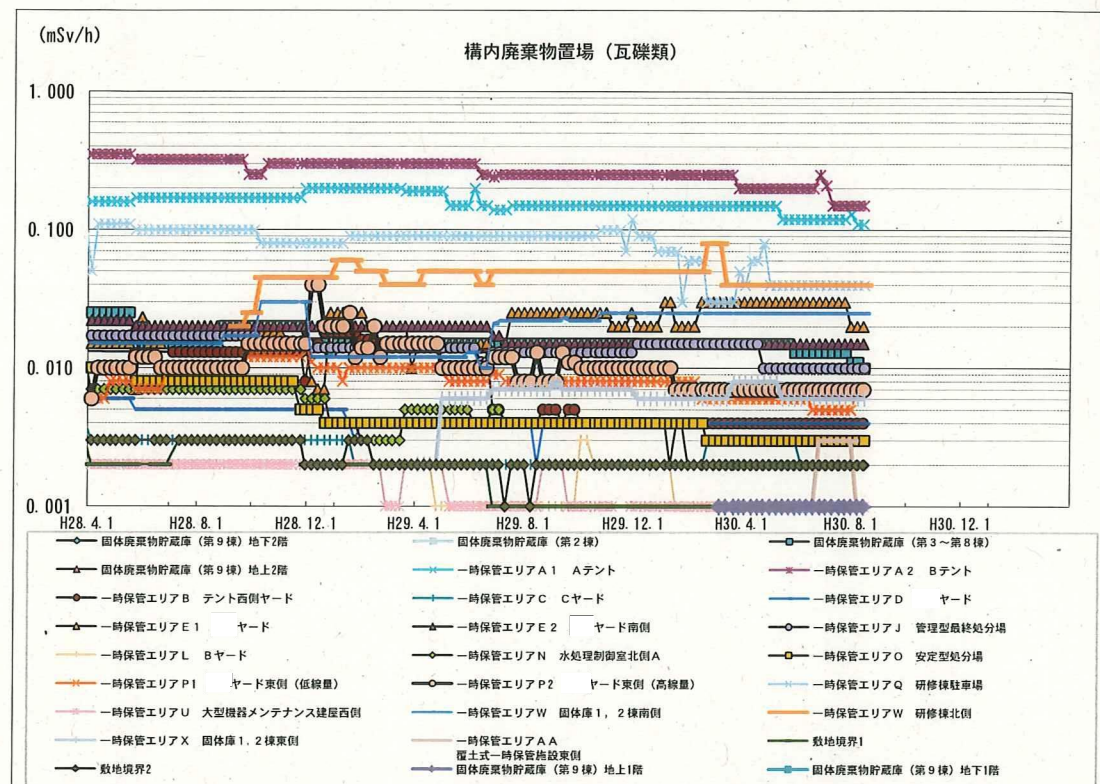 (mSv/h)
構内廃棄物置場（瓦礫類）
1.000
0.100
0.010
0.001
H28.4.1 H28.8.1 H28.12.1 H29.4.1 H29.8.1 H29.12.1 H30.4.1 H30.8.1 H30.12.1
固体廃棄物貯蔵庫（第９棟）地下2階 固体廃棄物貯蔵庫（第２棟） 固体廃棄物貯蔵庫（第３～第８棟）
固体廃棄物貯蔵庫（第９棟）地上2階 一時保管エリアＡ１　Ａテント 一時保管エリアＡ２　Ｂテント
一時保管エリアＢ　テント西側ヤード 一時保管エリアＣ　Ｃヤード 一時保管エリアＤ　ヤード
一時保管エリアＥ１　ヤード 一時保管エリアＥ２　ヤード南側 一時保管エリアＪ　管理型最終処分場
一時保管エリアＬ　Ｂヤード 一時保管エリアＮ　水処理制御室北側Ａ 一時保管エリアＯ　安定型処分場
一時保管エリアＰ1　ヤード東側（低線量） 一時保管エリアＰ2　ヤード東側（高線量） 一時保管エリアＱ　研修棟駐車場
一時保管エリアＵ　大型機器メンテナンス建屋西側 一時保管エリアＷ　固体庫１，２棟南側 一時保管エリアＷ　研修棟北側
一時保管エリアＸ　固体庫１，２棟東側 一時保管エリアＡＡ 敷地境界1
覆土式一時保管施設東側
敷地境界2 固体廃棄物貯蔵庫（第９棟）地上1階 固体廃棄物貯蔵庫（第９棟）地下1階